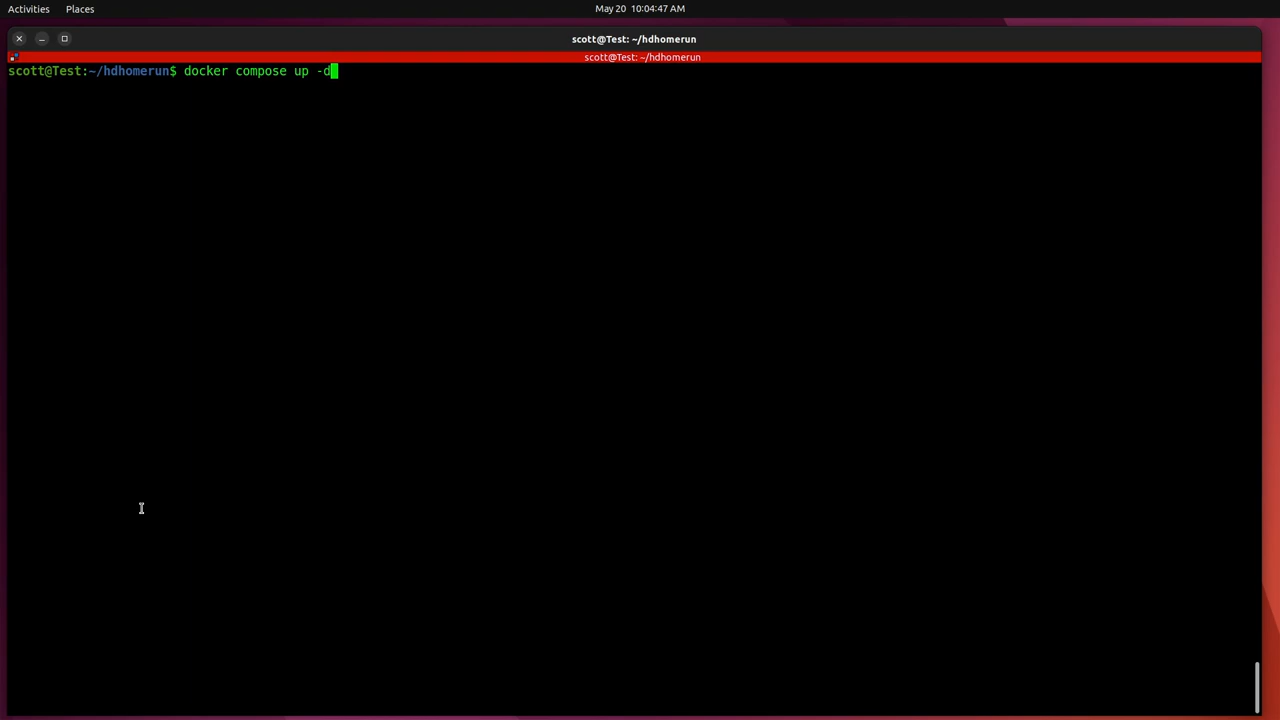 Activities Places May 20 10:04:47 AM
scott@Test: ~/hdhomerun
scott@Test: ~/hdhomerun
scott@Test:~/hdhomerun$ docker compose up -d